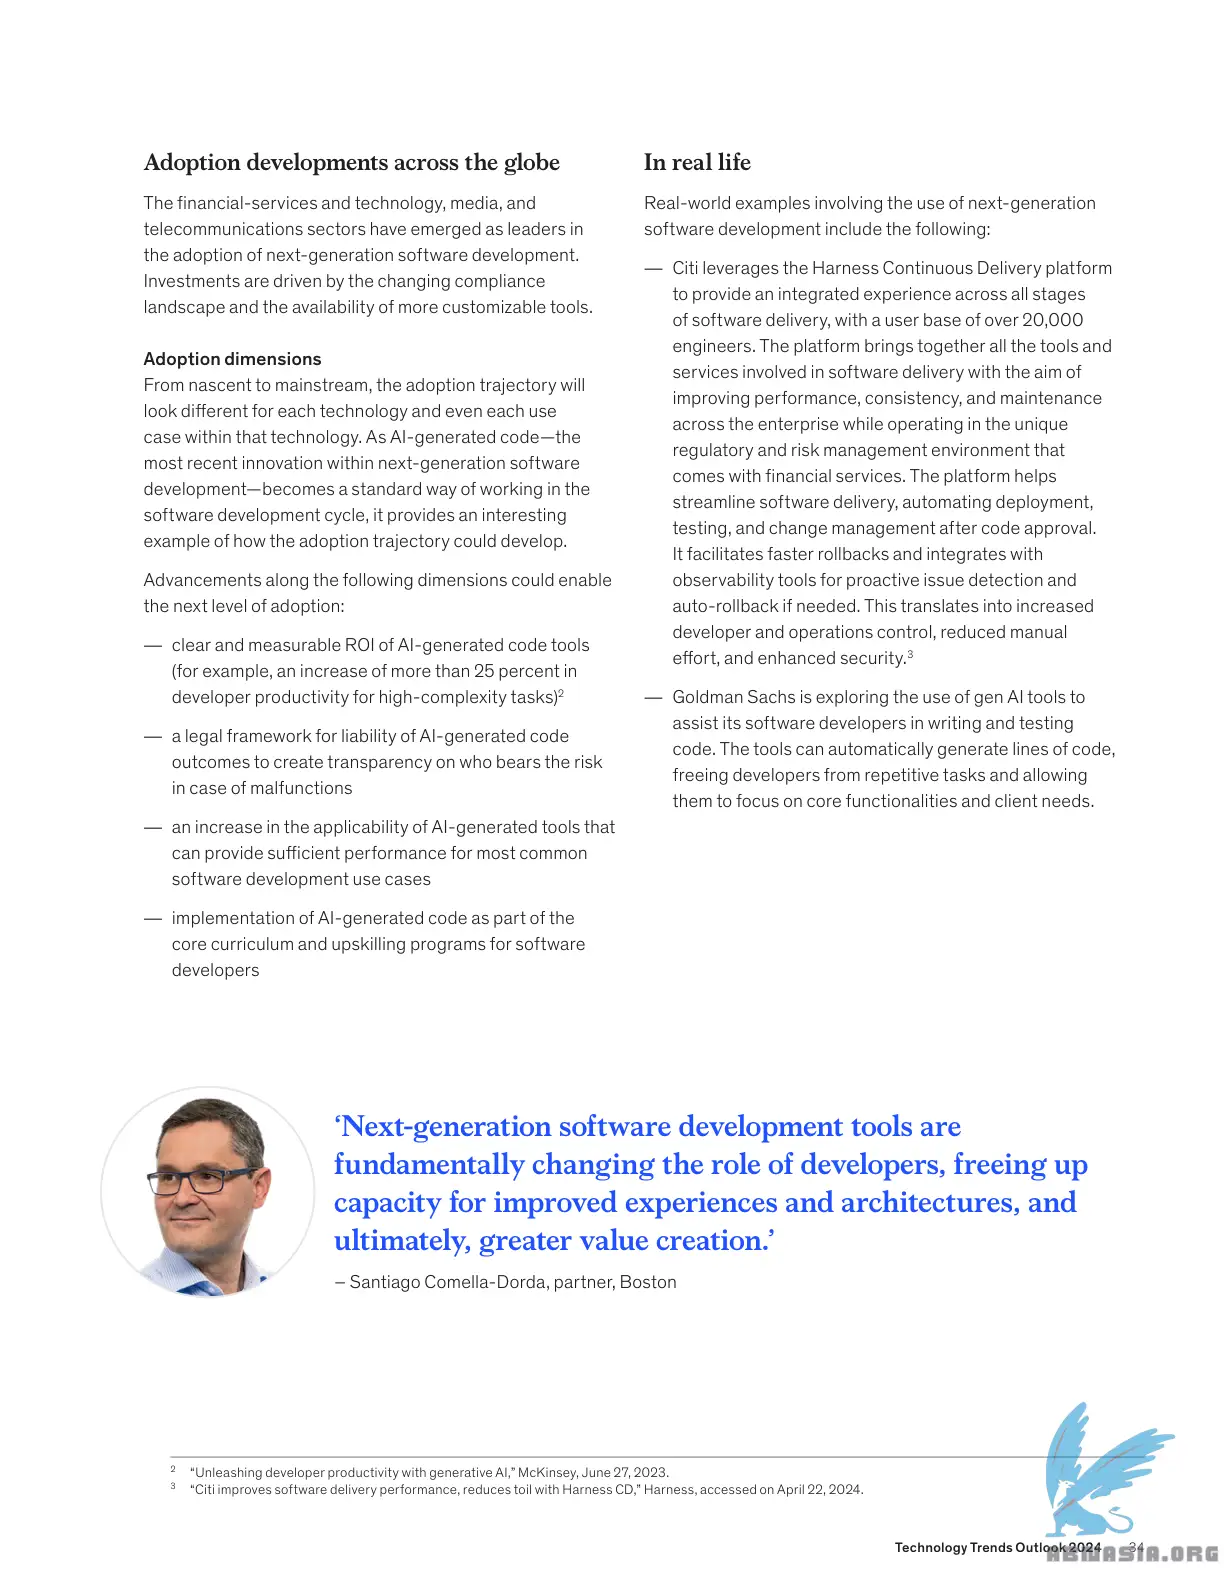 Adoption developments across the globe
The financial-services and technology, media, and
telecommunications sectors have emerged as leaders in
the adoption of next-generation software development.
Investments are driven by the changing compliance
landscape and the availability of more customizable tools.
Adoption dimensions
From nascent to mainstream, the adoption trajectory will
look different for each technology and even each use
case within that technology. As AI-generated code—the
most recent innovation within next-generation software
development—becomes a standard way of working in the
software development cycle, it provides an interesting
example of how the adoption trajectory could develop.
Advancements along the following dimensions could enable
the next level of adoption:
— clear and measurable ROI of AI-generated code tools
(for example, an increase of more than 25 percent in
developer productivity for high-complexity tasks)²
— a legal framework for liability of AI-generated code
outcomes to create transparency on who bears the risk
in case of malfunctions
— an increase in the applicability of AI-generated tools that
can provide sufficient performance for most common
software development use cases
— implementation of AI-generated code as part of the
core curriculum and upskilling programs for software
developers
In real life
Real-world examples involving the use of next-generation
software development include the following:
— Citi leverages the Harness Continuous Delivery platform
to provide an integrated experience across all stages
of software delivery, with a user base of over 20,000
engineers. The platform brings together all the tools and
services involved in software delivery with the aim of
improving performance, consistency, and maintenance
across the enterprise while operating in the unique
regulatory and risk management environment that
comes with financial services. The platform helps
streamline software delivery, automating deployment,
testing, and change management after code approval.
It facilitates faster rollbacks and integrates with
observability tools for proactive issue detection and
auto-rollback if needed. This translates into increased
developer and operations control, reduced manual
effort, and enhanced security.³
— Goldman Sachs is exploring the use of gen AI tools to
assist its software developers in writing and testing
code. The tools can automatically generate lines of code,
freeing developers from repetitive tasks and allowing
them to focus on core functionalities and client needs.
‘Next-generation software development tools are
fundamentally changing the role of developers, freeing up
capacity for improved experiences and architectures, and
ultimately, greater value creation.’
– Santiago Comella-Dorda, partner, Boston
² “Unleashing developer productivity with generative AI,” McKinsey, June 27, 2023.
³ “Citi improves software delivery performance, reduces toil with Harness CD,” Harness, accessed on April 22, 2024.
Technology Trends Outlook 2024 34
ABWASIA.ORG